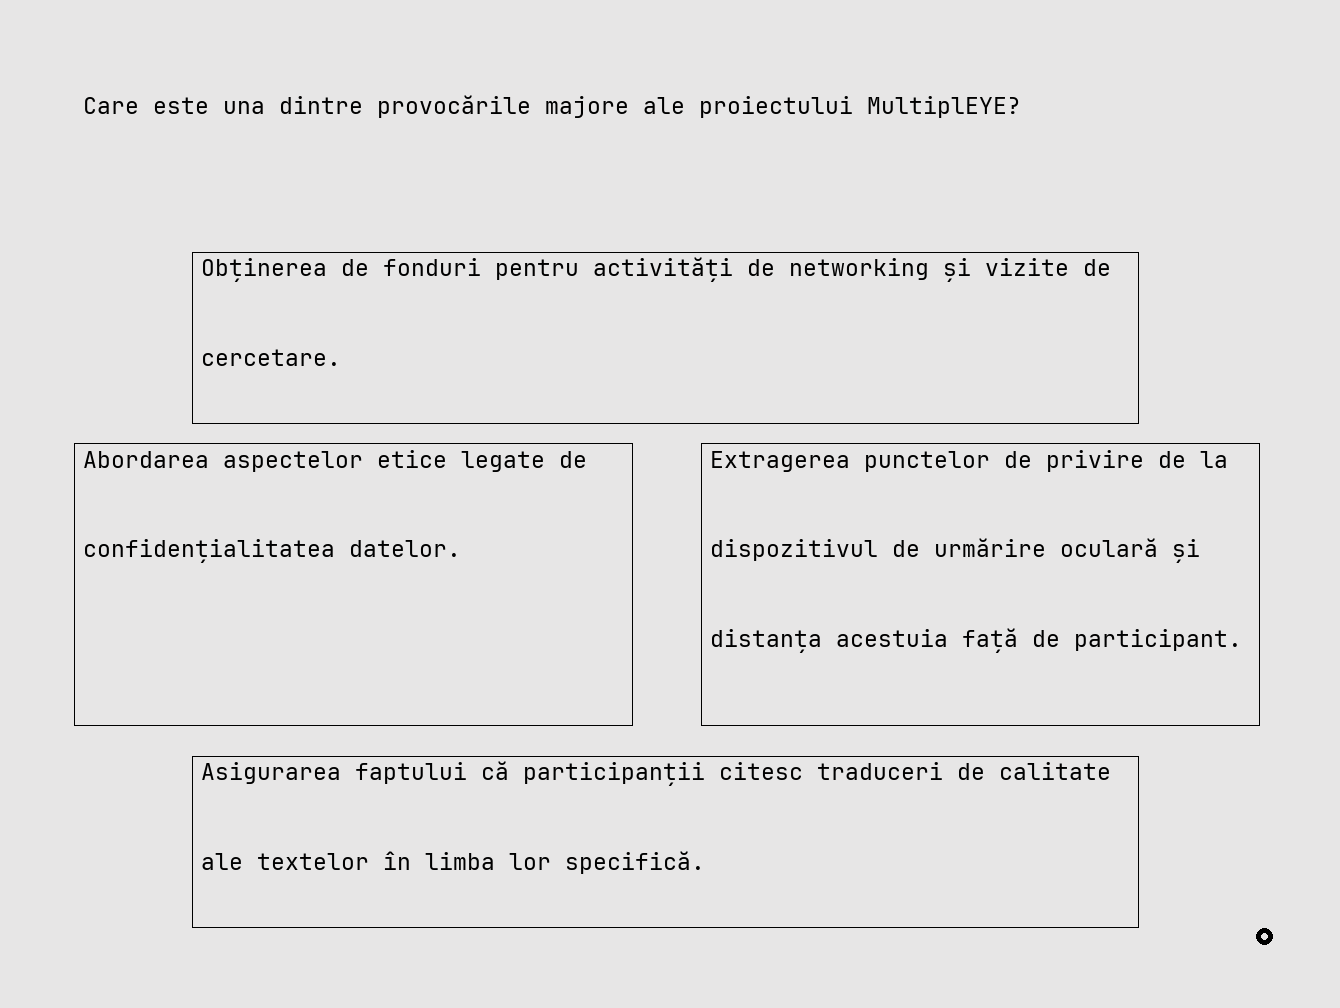 Care este una dintre provocările majore ale proiectului MultiplEYE?
Obținerea de fonduri pentru activități de networking și vizite de
cercetare.
Abordarea aspectelor etice legate de
confidențialitatea datelor.
Extragerea punctelor de privire de la
dispozitivul de urmărire oculară și
distanța acestuia față de participant.
Asigurarea faptului că participanții citesc traduceri de calitate
ale textelor în limba lor specifică.